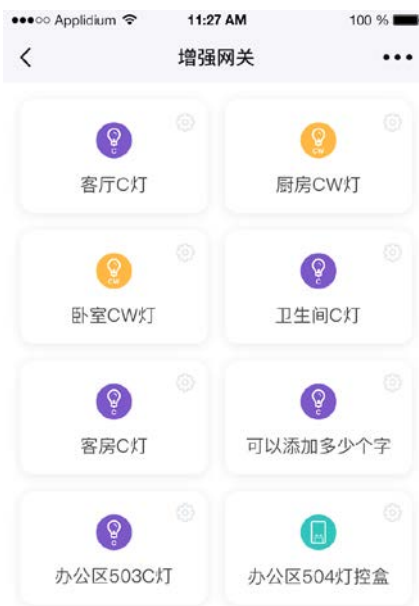 Applidium 11:27 AM 100 %
增强网关
C CW
客厅C灯 厨房CW灯
CW C
卧室CW灯 卫生间C灯
C C
客房C灯 可以添加多少个字
C
办公区503C灯 办公区504灯控盒